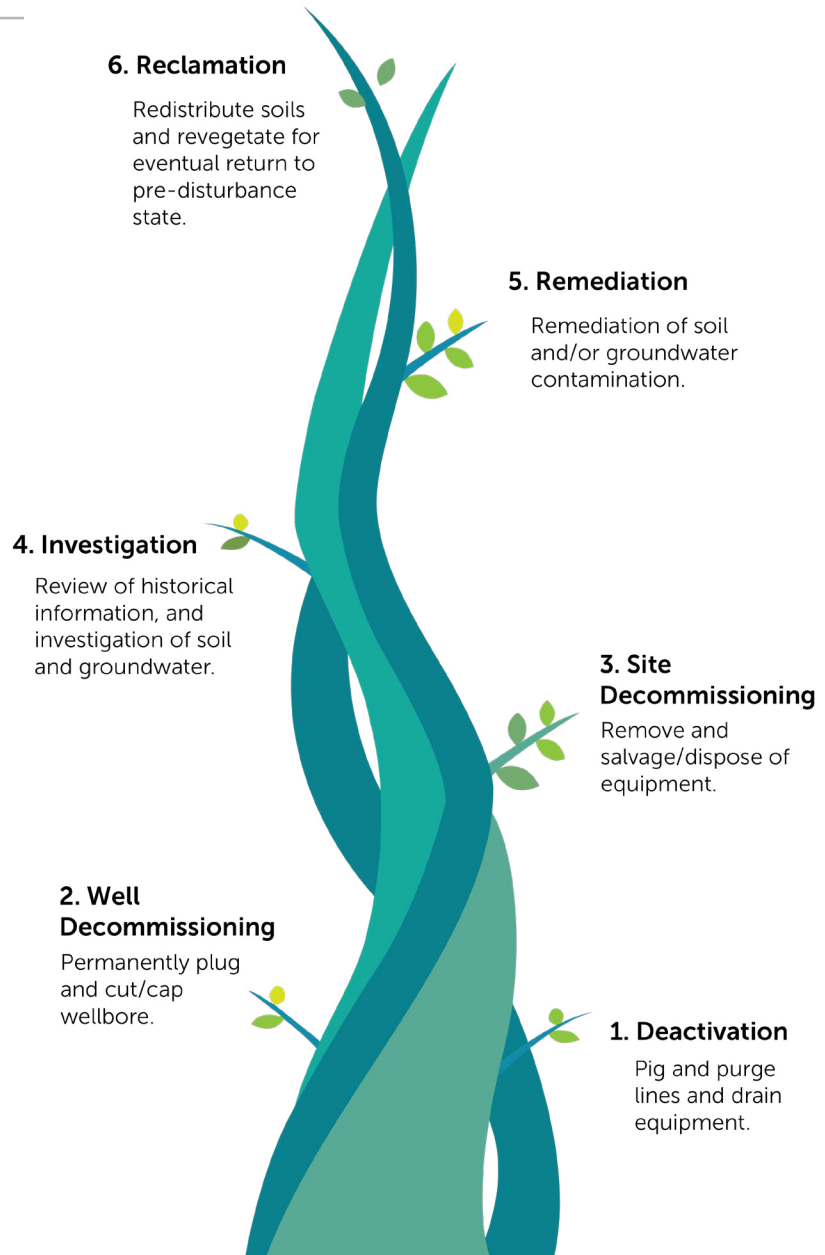 6. Reclamation
Redistribute soils
and revegetate for
eventual return to
pre-disturbance
state.
5. Remediation
Remediation of soil
and/or groundwater
contamination.
4. Investigation
Review of historical
information, and
investigation of soil
and groundwater.
3. Site
Decommissioning
Remove and
salvage/dispose of
equipment.
2. Well
Decommissioning
Permanently plug
and cut/cap
wellbore.
1. Deactivation
Pig and purge
lines and drain
equipment.